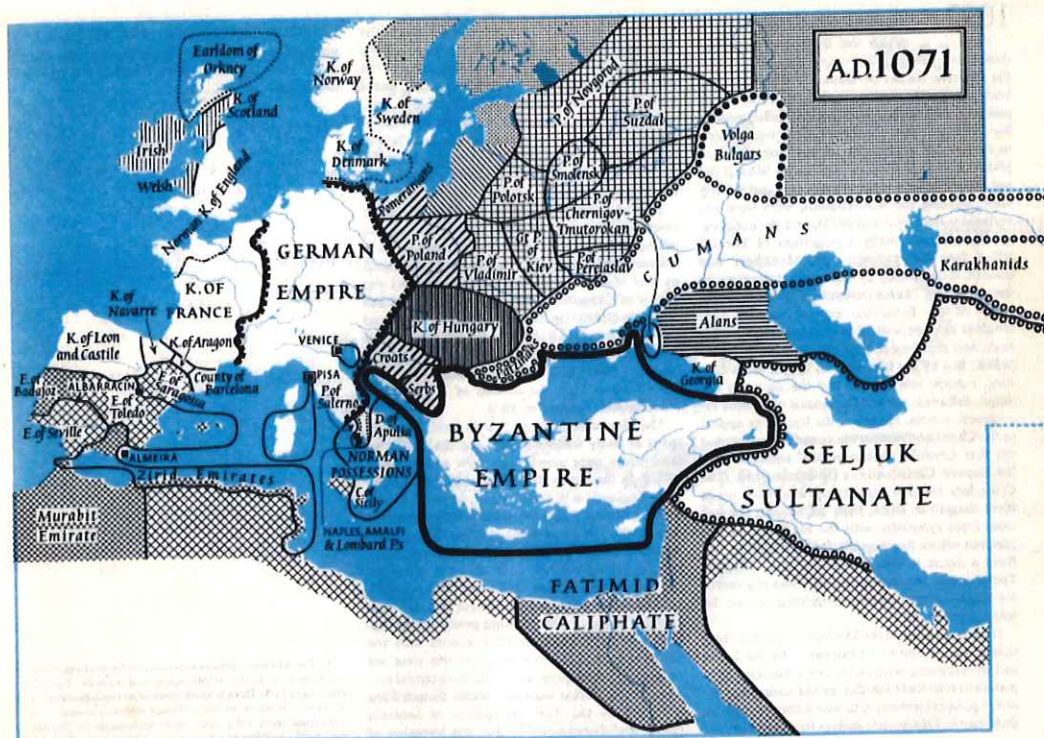 A.D.1071
Earldom of
Orkney
K. of
Scotland
Irish
Welsh
Norman K. of England
K. of
Norway
K. of
Sweden
K. of
Denmark
Pomeranians
P. of Novgorod
P. of
Suzdal
P. of
Smolensk
P. of
Polotsk
P. of
Chernigov-
Tmutorokan
Gt P.
of
Kiev
P. of
Pereiaslav
P. of
Vladimir
P. of
Poland
Volga
Bulgars
CUMANS
Karakhanids
GERMAN
EMPIRE
K. OF
FRANCE
K. of
Navarre
K. of Leon
and Castile
K. of Aragon
County of
Barcelona
E. of
Badajoz
ALBARRACIN
E. of
Saragossa
E. of
Toledo
E. of Seville
ALMEIRA
Zirid Emirates
Murabit
Emirate
VENICE
PISA
P. of
Salerno
D. of
Apulia
NORMAN
POSSESSIONS
C. of
Sicily
NAPLES, AMALFI
& Lombard Ps
K. of Hungary
Croats
Serbs
Alans
K. of
Georgia
BYZANTINE
EMPIRE
SELJUK
SULTANATE
FATIMID
CALIPHATE